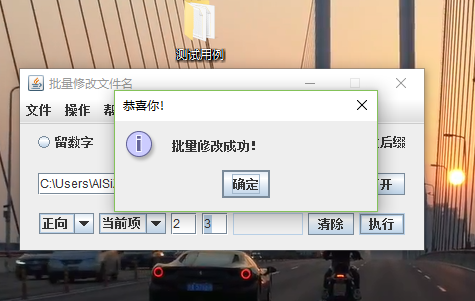 测试用例
批量修改文件名
恭喜你!
文件 操作
留数字
批量修改成功!
后缀
C:\Users\AlSi
开
确定
正向 当前项 2 3 清除 执行